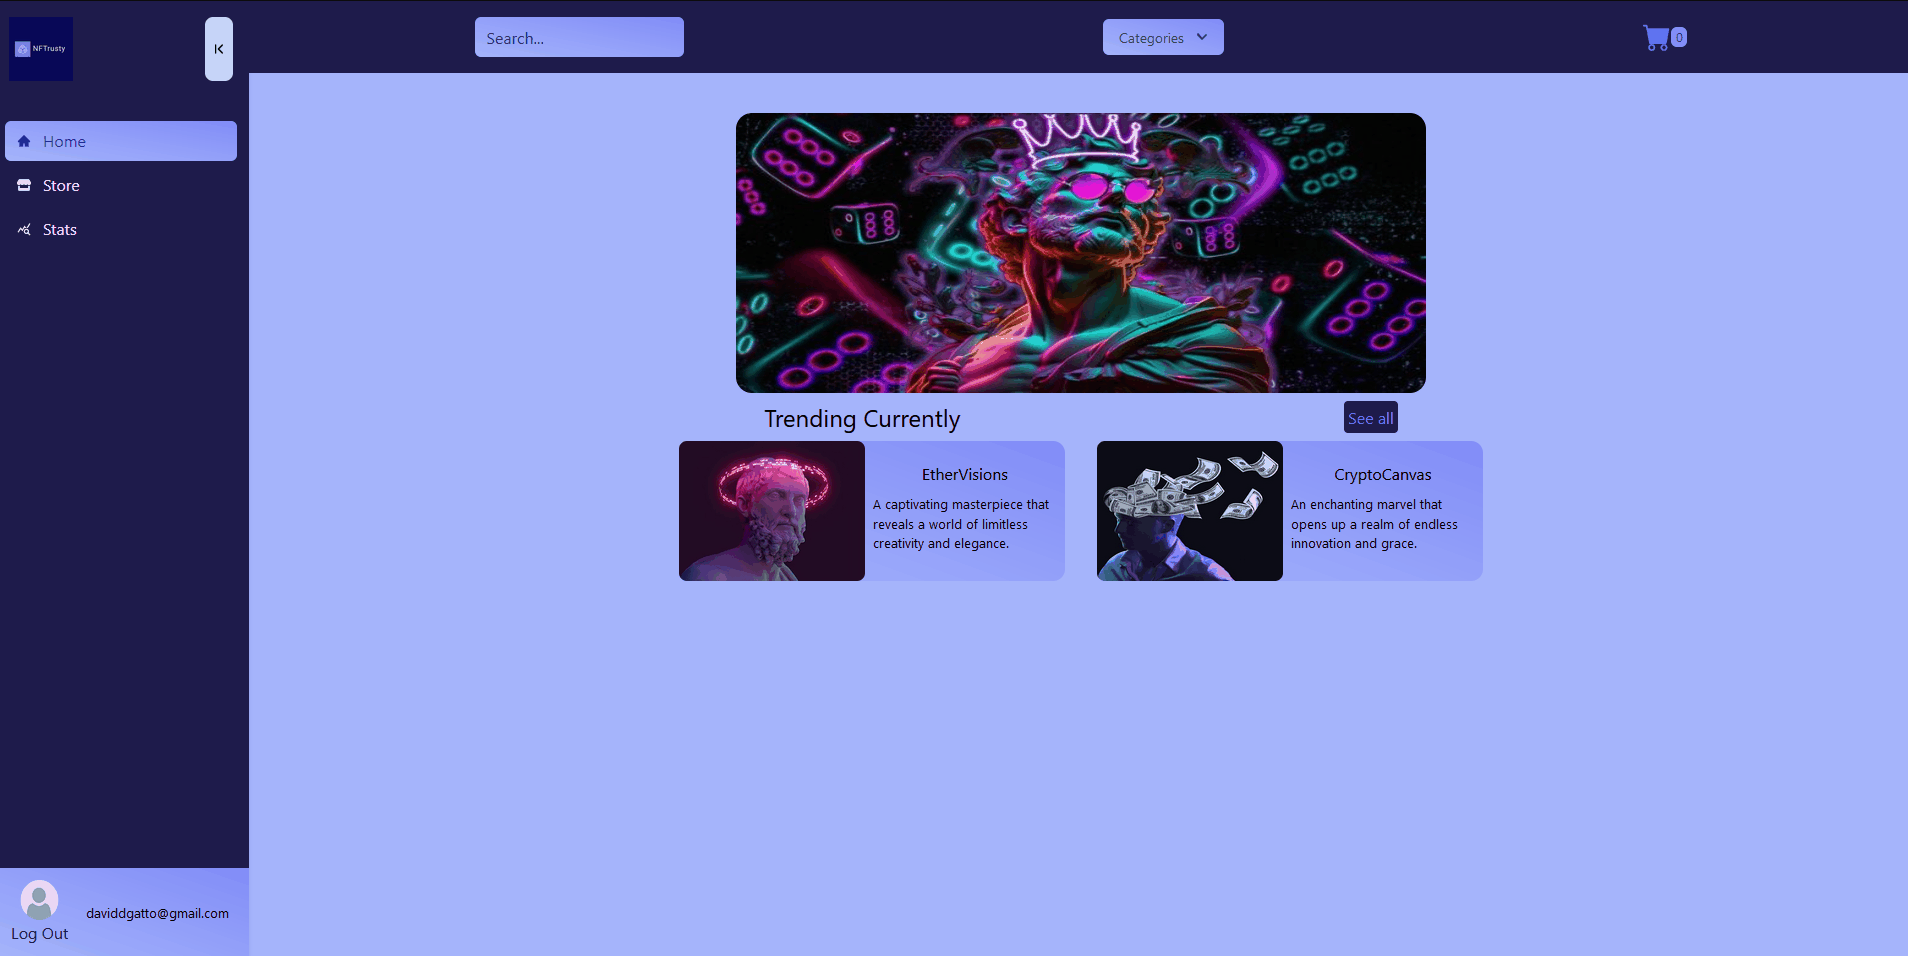 NFTrusty
Search...
Categories
0
Home
Store
Stats
Trending Currently
See all
EtherVisions
A captivating masterpiece that
reveals a world of limitless
creativity and elegance.
CryptoCanvas
An enchanting marvel that
opens up a realm of endless
innovation and grace.
daviddgatto@gmail.com
Log Out